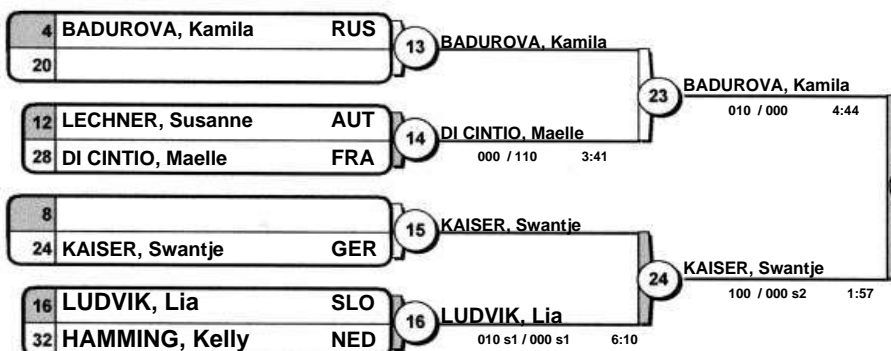 4 BADUROVA, Kamila RUS
20
13 BADUROVA, Kamila
12 LECHNER, Susanne AUT
28 DI CINTIO, Maelle FRA
14 DI CINTIO, Maelle
000 / 110 3:41
23 BADUROVA, Kamila
010 / 000 4:44
8
24 KAISER, Swantje GER
15 KAISER, Swantje
16 LUDVIK, Lia SLO
32 HAMMING, Kelly NED
16 LUDVIK, Lia
010 s1 / 000 s1 6:10
24 KAISER, Swantje
100 / 000 s2 1:57